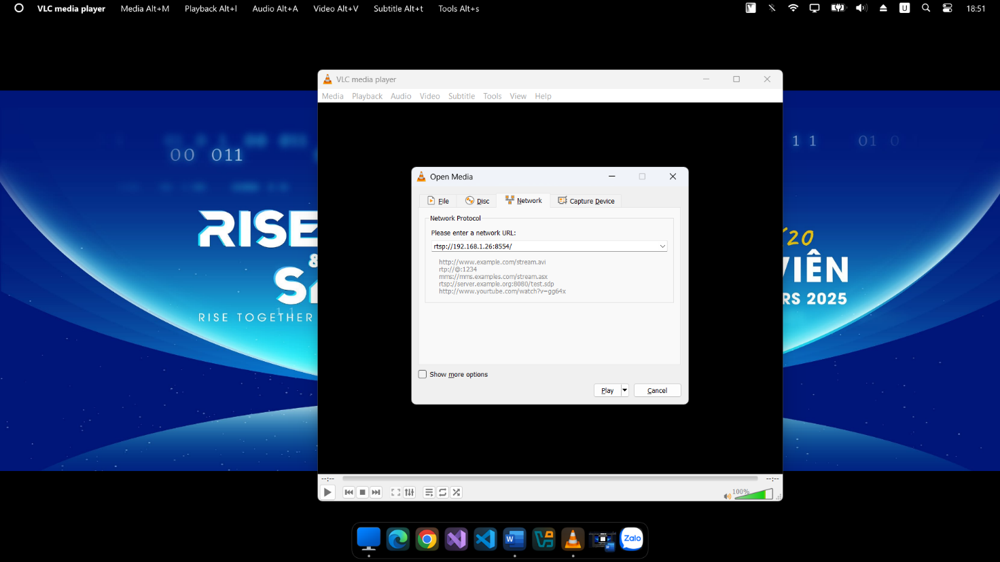 VLC media player Media Alt+M Playback Alt+l Audio Alt+A Video Alt+V Subtitle Alt+t Tools Alt+s U 18:51
VLC media player
Media Playback Audio Video Subtitle Tools View Help
00 011
1 1 01 0
Open Media
File Disc Network Capture Device
Network Protocol
Please enter a network URL:
rtsp://192.168.1.26:8554/
http://www.example.com/stream.avi
rtp://@:1234
mms://mms.examples.com/stream.asx
rtsp://server.example.org:8080/test.sdp
http://www.yourtube.com/watch?v=gg64x
Show more options
Play Cancel
RISE
&
RISE TOGETHER
/20
VIÊN
RS 2025
--:-- --:--
100%
Zalo